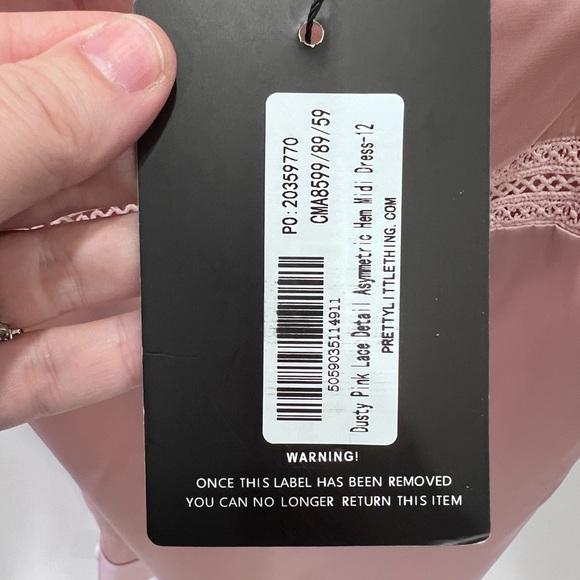 PO:20359770
CMA8599/89/59
5059035114911
Dusty Pink Lace Detail Asymmetric Hem Midi Dress-12
PRETTYLITTLETHING.COM
WARNING!
ONCE THIS LABEL HAS BEEN REMOVED
YOU CAN NO LONGER RETURN THIS ITEM